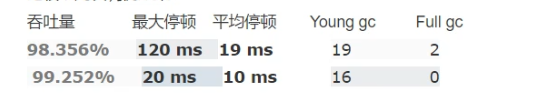 吞吐量 最大停顿 平均停顿 Young gc Full gc
98.356% 120 ms 19 ms 19 2
99.252% 20 ms 10 ms 16 0